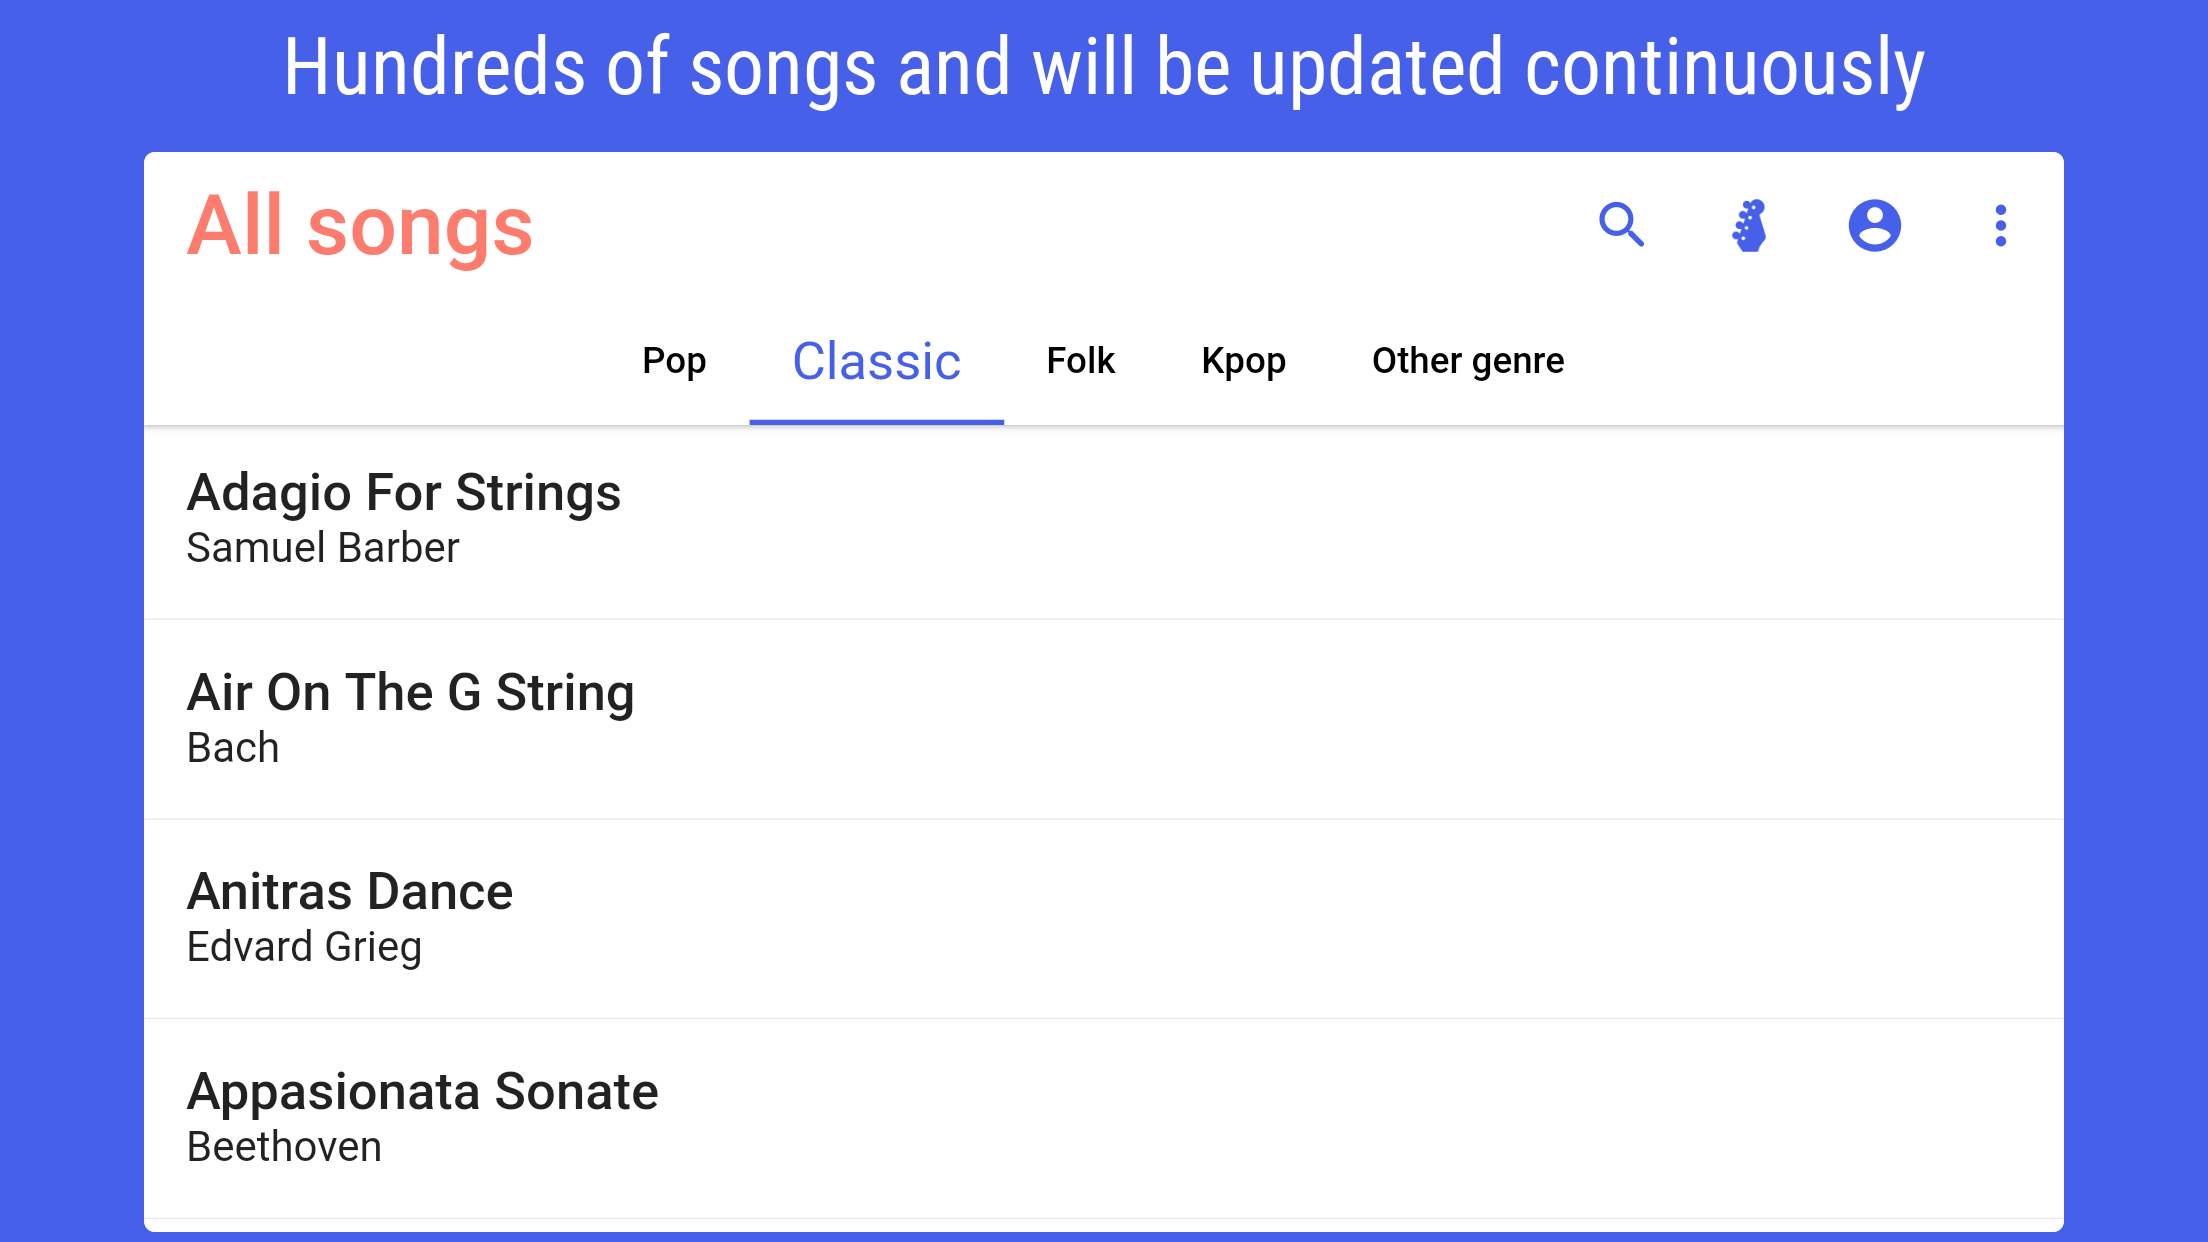 Hundreds of songs and will be updated continuously
All songs
Pop Classic Folk Kpop Other genre
Adagio For Strings
Samuel Barber
Air On The G String
Bach
Anitras Dance
Edvard Grieg
Appasionata Sonate
Beethoven